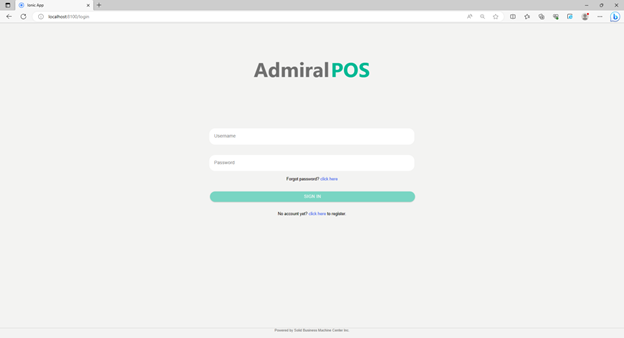 Ionic App
localhost:8100/login
AdmiralPOS
Username
Password
Forgot password? click here
SIGN IN
No account yet? click here to register.
Powered by Solid Business Machine Center Inc